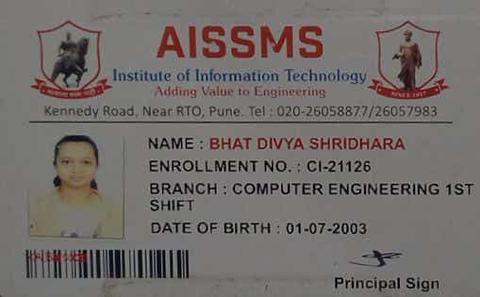 AISSMS
Institute of Information Technology
Adding Value to Engineering
Kennedy Road, Near RTO, Pune. Tel : 020-26058877/26057983
NAME : BHAT DIVYA SHRIDHARA
ENROLLMENT NO. : CI-21126
BRANCH : COMPUTER ENGINEERING 1ST
SHIFT
DATE OF BIRTH : 01-07-2003
Principal Sign
SINCE 1917